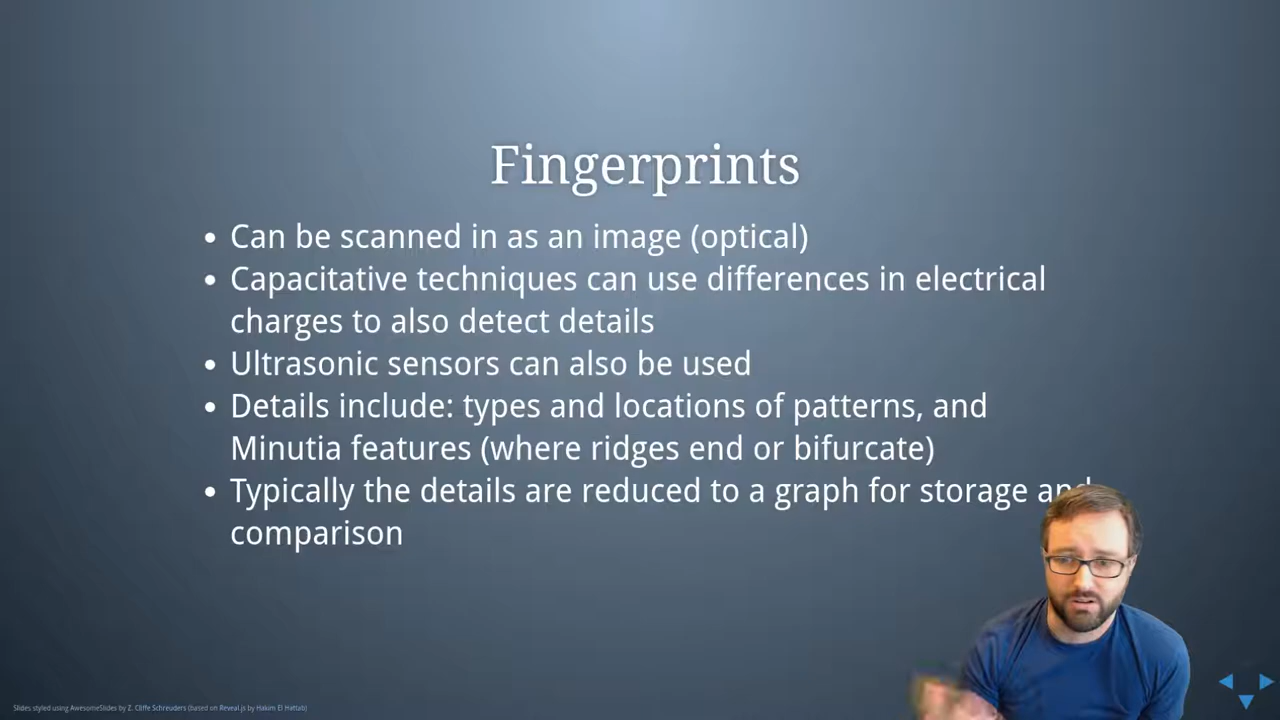 Fingerprints
Can be scanned in as an image (optical)
Capacitative techniques can use differences in electrical
charges to also detect details
Ultrasonic sensors can also be used
Details include: types and locations of patterns, and
Minutia features (where ridges end or bifurcate)
Typically the details are reduced to a graph for storage and
comparison
Slides styled using AwesomeSlides by Z. Cliffe Schreuders (based on Reveal.js by Hakim El Hattab)